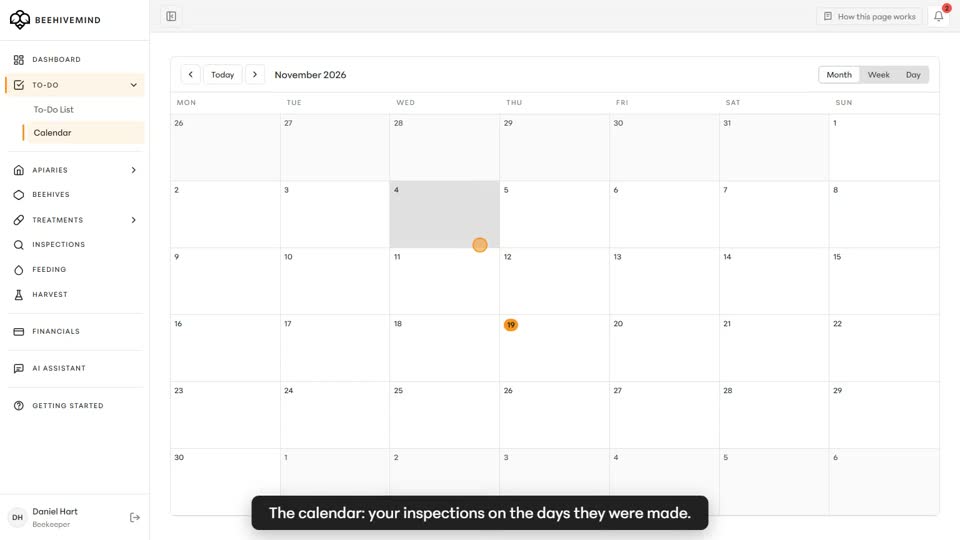 BEEHIVEMIND
How this page works
2
DASHBOARD
TO-DO
To-Do List
Calendar
APIARIES
BEEHIVES
TREATMENTS
INSPECTIONS
FEEDING
HARVEST
FINANCIALS
AI ASSISTANT
GETTING STARTED
DH
Daniel Hart
Beekeeper
Today
November 2026
Month Week Day
MON TUE WED THU FRI SAT SUN
26 27 28 29 30 31 1
2 3 4 5 6 7 8
9 10 11 12 13 14 15
16 17 18 19 20 21 22
23 24 25 26 27 28 29
30 1 2 3 4 5 6
The calendar: your inspections on the days they were made.